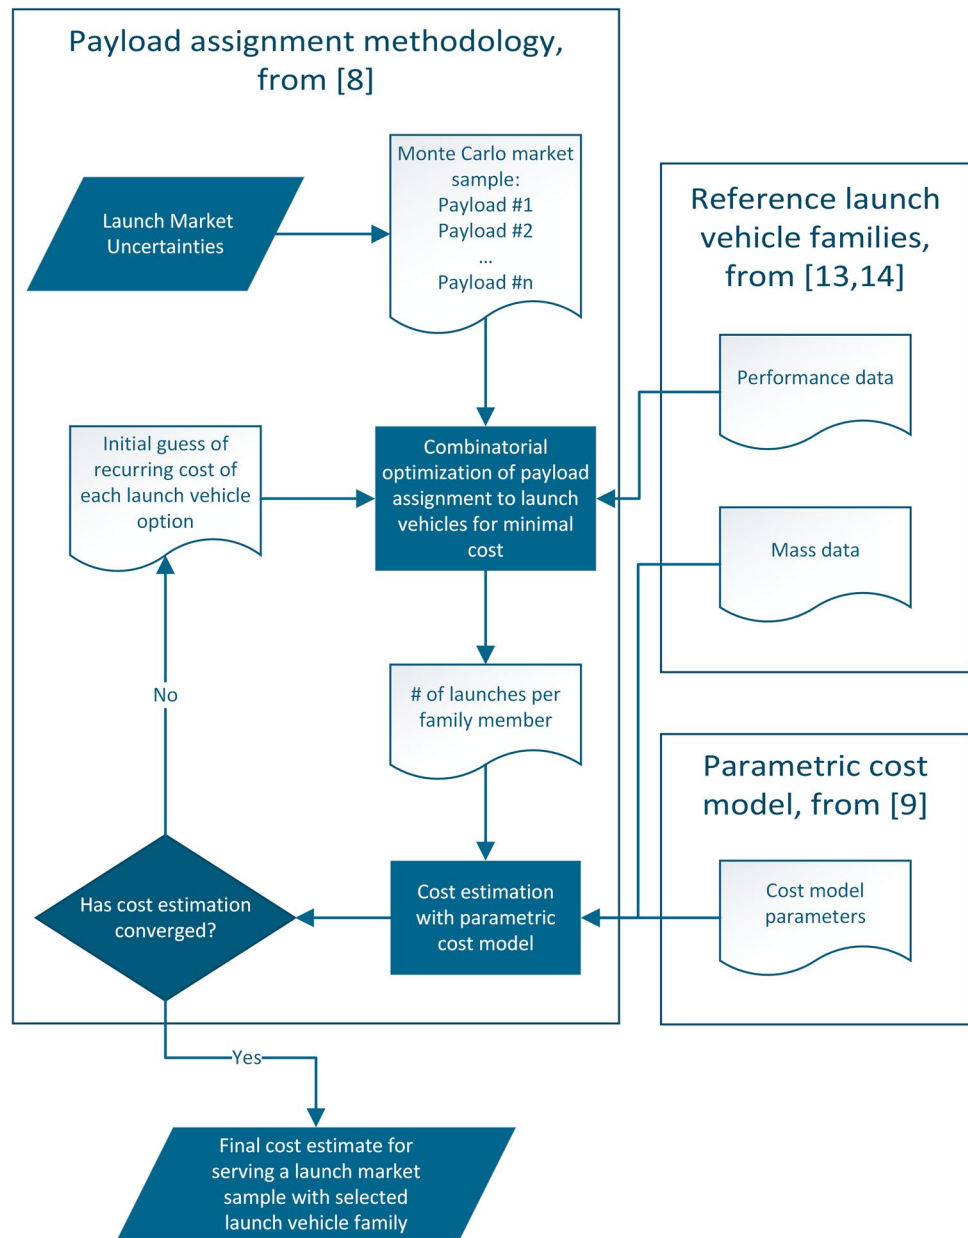 Payload assignment methodology,
from [8]
Launch Market
Uncertainties
Monte Carlo market
sample:
Payload #1
Payload #2
...
Payload #n
Reference launch
vehicle families,
from [13,14]
Performance data
Mass data
Initial guess of
recurring cost of
each launch vehicle
option
Combinatorial
optimization of payload
assignment to launch
vehicles for minimal
cost
No
# of launches per
family member
Parametric cost
model, from [9]
Cost model
parameters
Cost estimation
with parametric
cost model
Has cost estimation
converged?
Yes
Final cost estimate for
serving a launch market
sample with selected
launch vehicle family